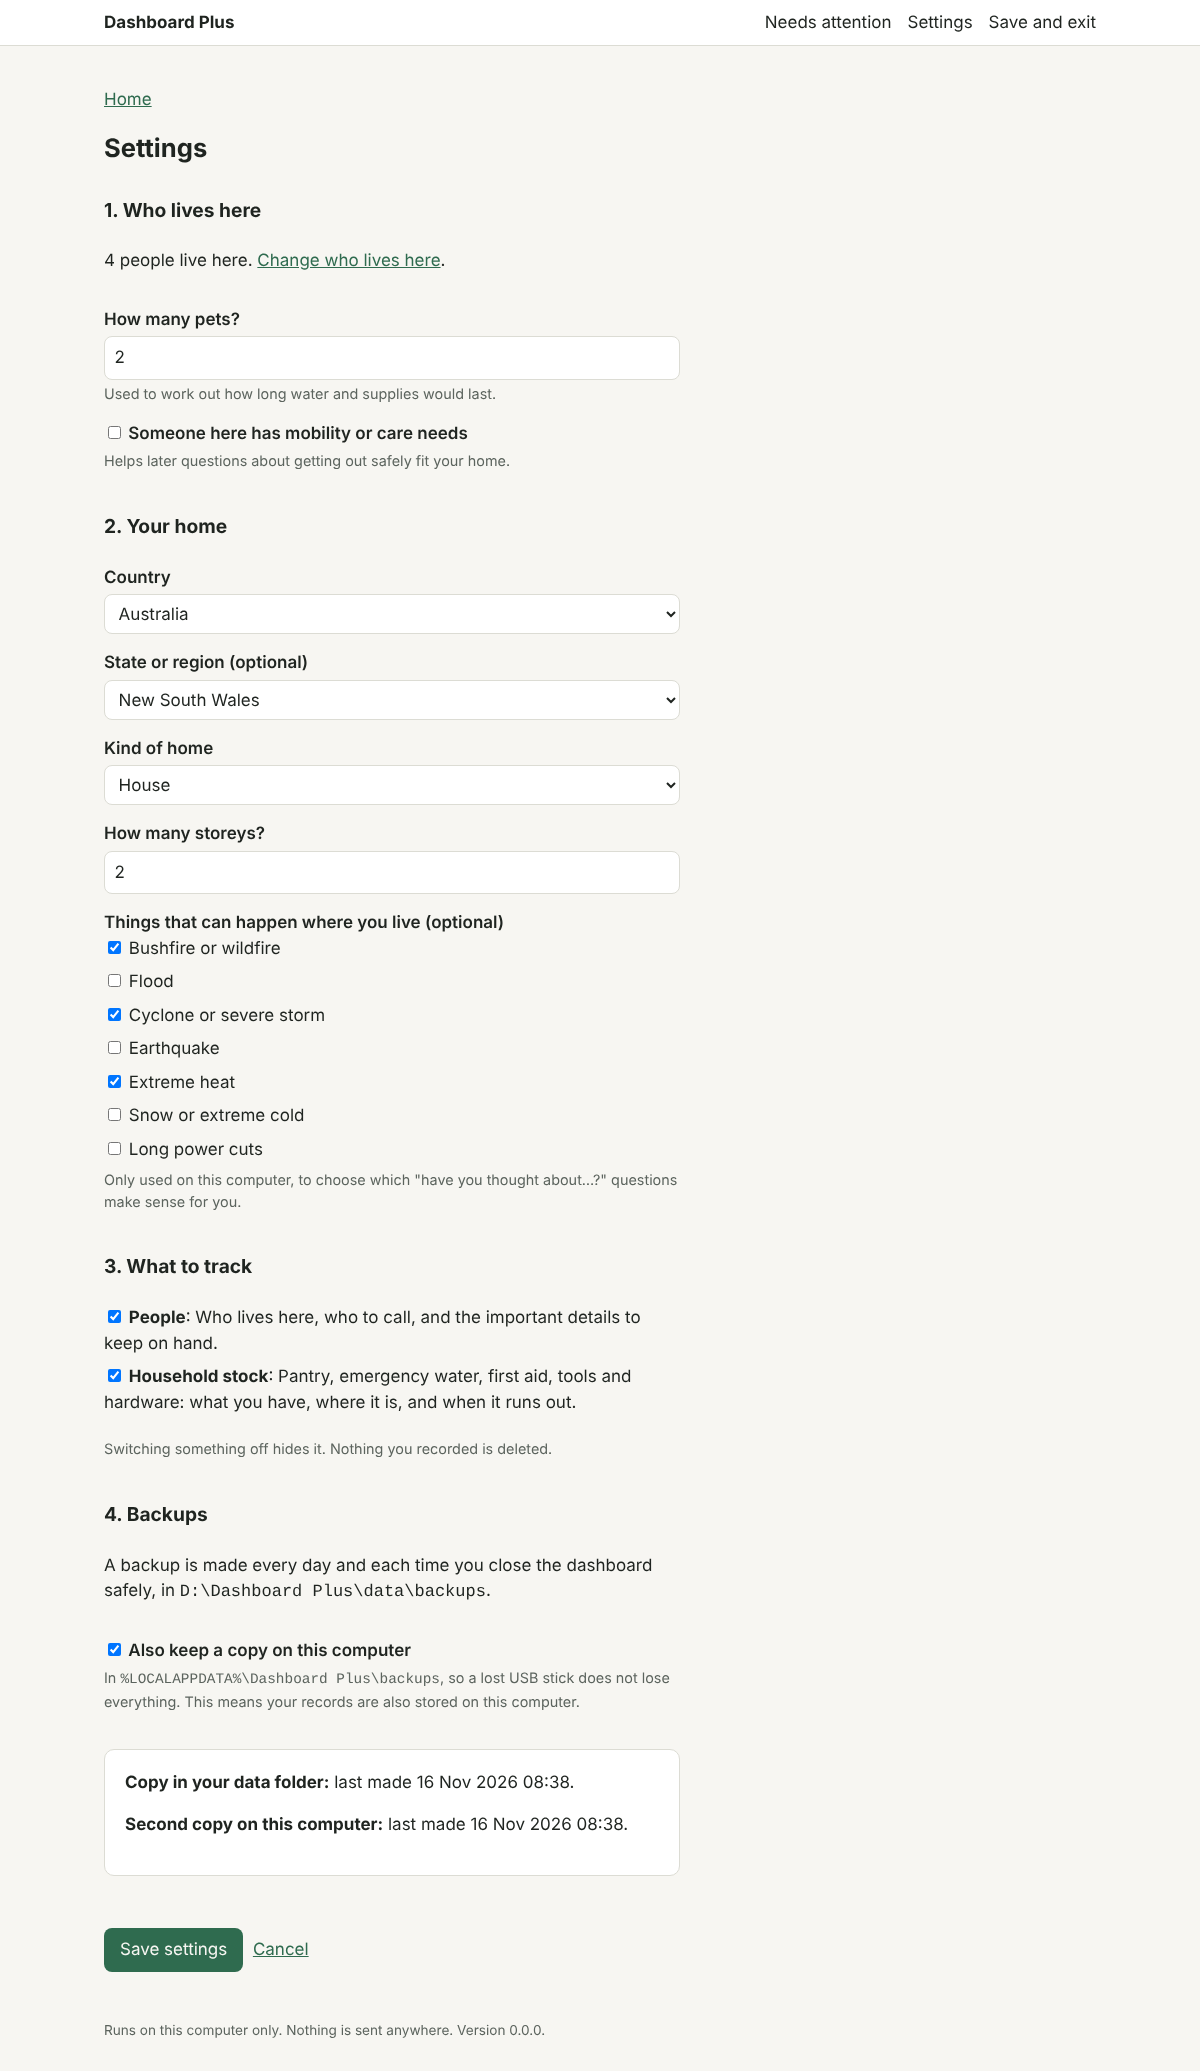 Dashboard Plus
Needs attention Settings Save and exit
Home
Settings
1. Who lives here
4 people live here. Change who lives here.
How many pets?
2
Used to work out how long water and supplies would last.
Someone here has mobility or care needs
Helps later questions about getting out safely fit your home.
2. Your home
Country
Australia
State or region (optional)
New South Wales
Kind of home
House
How many storeys?
2
Things that can happen where you live (optional)
Bushfire or wildfire
Flood
Cyclone or severe storm
Earthquake
Extreme heat
Snow or extreme cold
Long power cuts
Only used on this computer, to choose which "have you thought about...?" questions
make sense for you.
3. What to track
People: Who lives here, who to call, and the important details to
keep on hand.
Household stock: Pantry, emergency water, first aid, tools and
hardware: what you have, where it is, and when it runs out.
Switching something off hides it. Nothing you recorded is deleted.
4. Backups
A backup is made every day and each time you close the dashboard
safely, in D:\Dashboard Plus\data\backups.
Also keep a copy on this computer
In %LOCALAPPDATA%\Dashboard Plus\backups, so a lost USB stick does not lose
everything. This means your records are also stored on this computer.
Copy in your data folder: last made 16 Nov 2026 08:38.
Second copy on this computer: last made 16 Nov 2026 08:38.
Save settings Cancel
Runs on this computer only. Nothing is sent anywhere. Version 0.0.0.